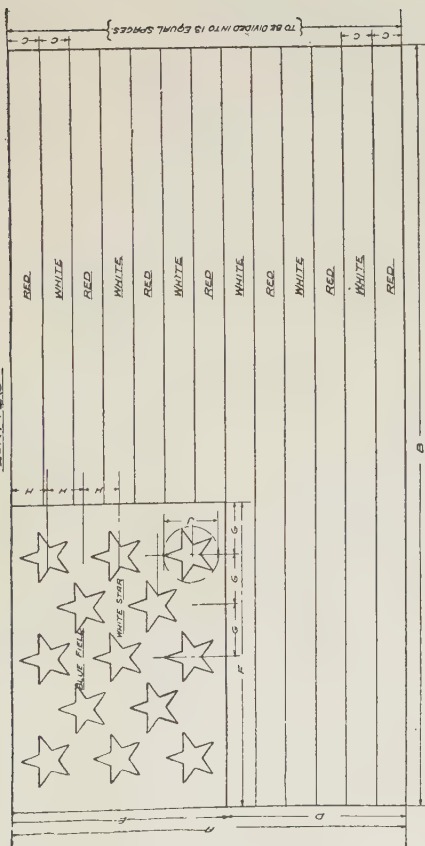 RED
WHITE
RED
WHITE
RED
WHITE
RED
WHITE
RED
WHITE
RED
WHITE
RED
BLUE FIELD
WHITE STAR
TO BE DIVIDED INTO 13 EQUAL SPACES
C
C
C
C
H
H
H
J
G
G
G
F
A
E
D
B